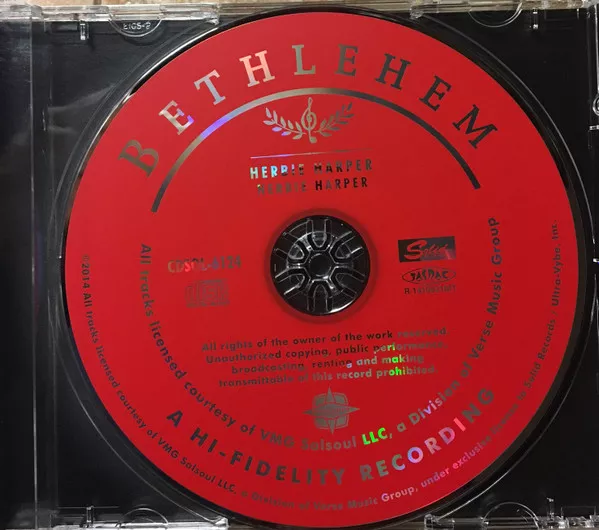 BETHLEHEM
HERBIE HARPER
HERBIE HARPER
JASRAC
All rights of the owner of the work reserved.
Unauthorized copying, public performance,
broadcasting, renting and making
transmittable of this record prohibited.
All tracks licensed courtesy of VMG Salsoul LLC, a Division of Verse Music Group
A HI-FIDELITY RECORDING
©2014 All tracks licensed courtesy of VMG Salsoul LLC, a Division of Verse Music Group, under exclusive license to Solid Records / Ultra-Vybe, Inc.